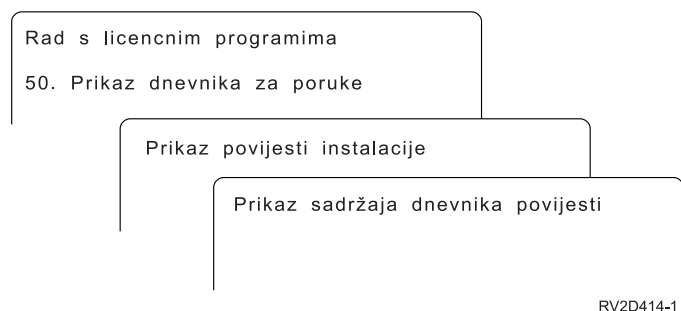 Rad s licencnim programima
50. Prikaz dnevnika za poruke
Prikaz povijesti instalacije
Prikaz sadržaja dnevnika povijesti
RV2D414-1